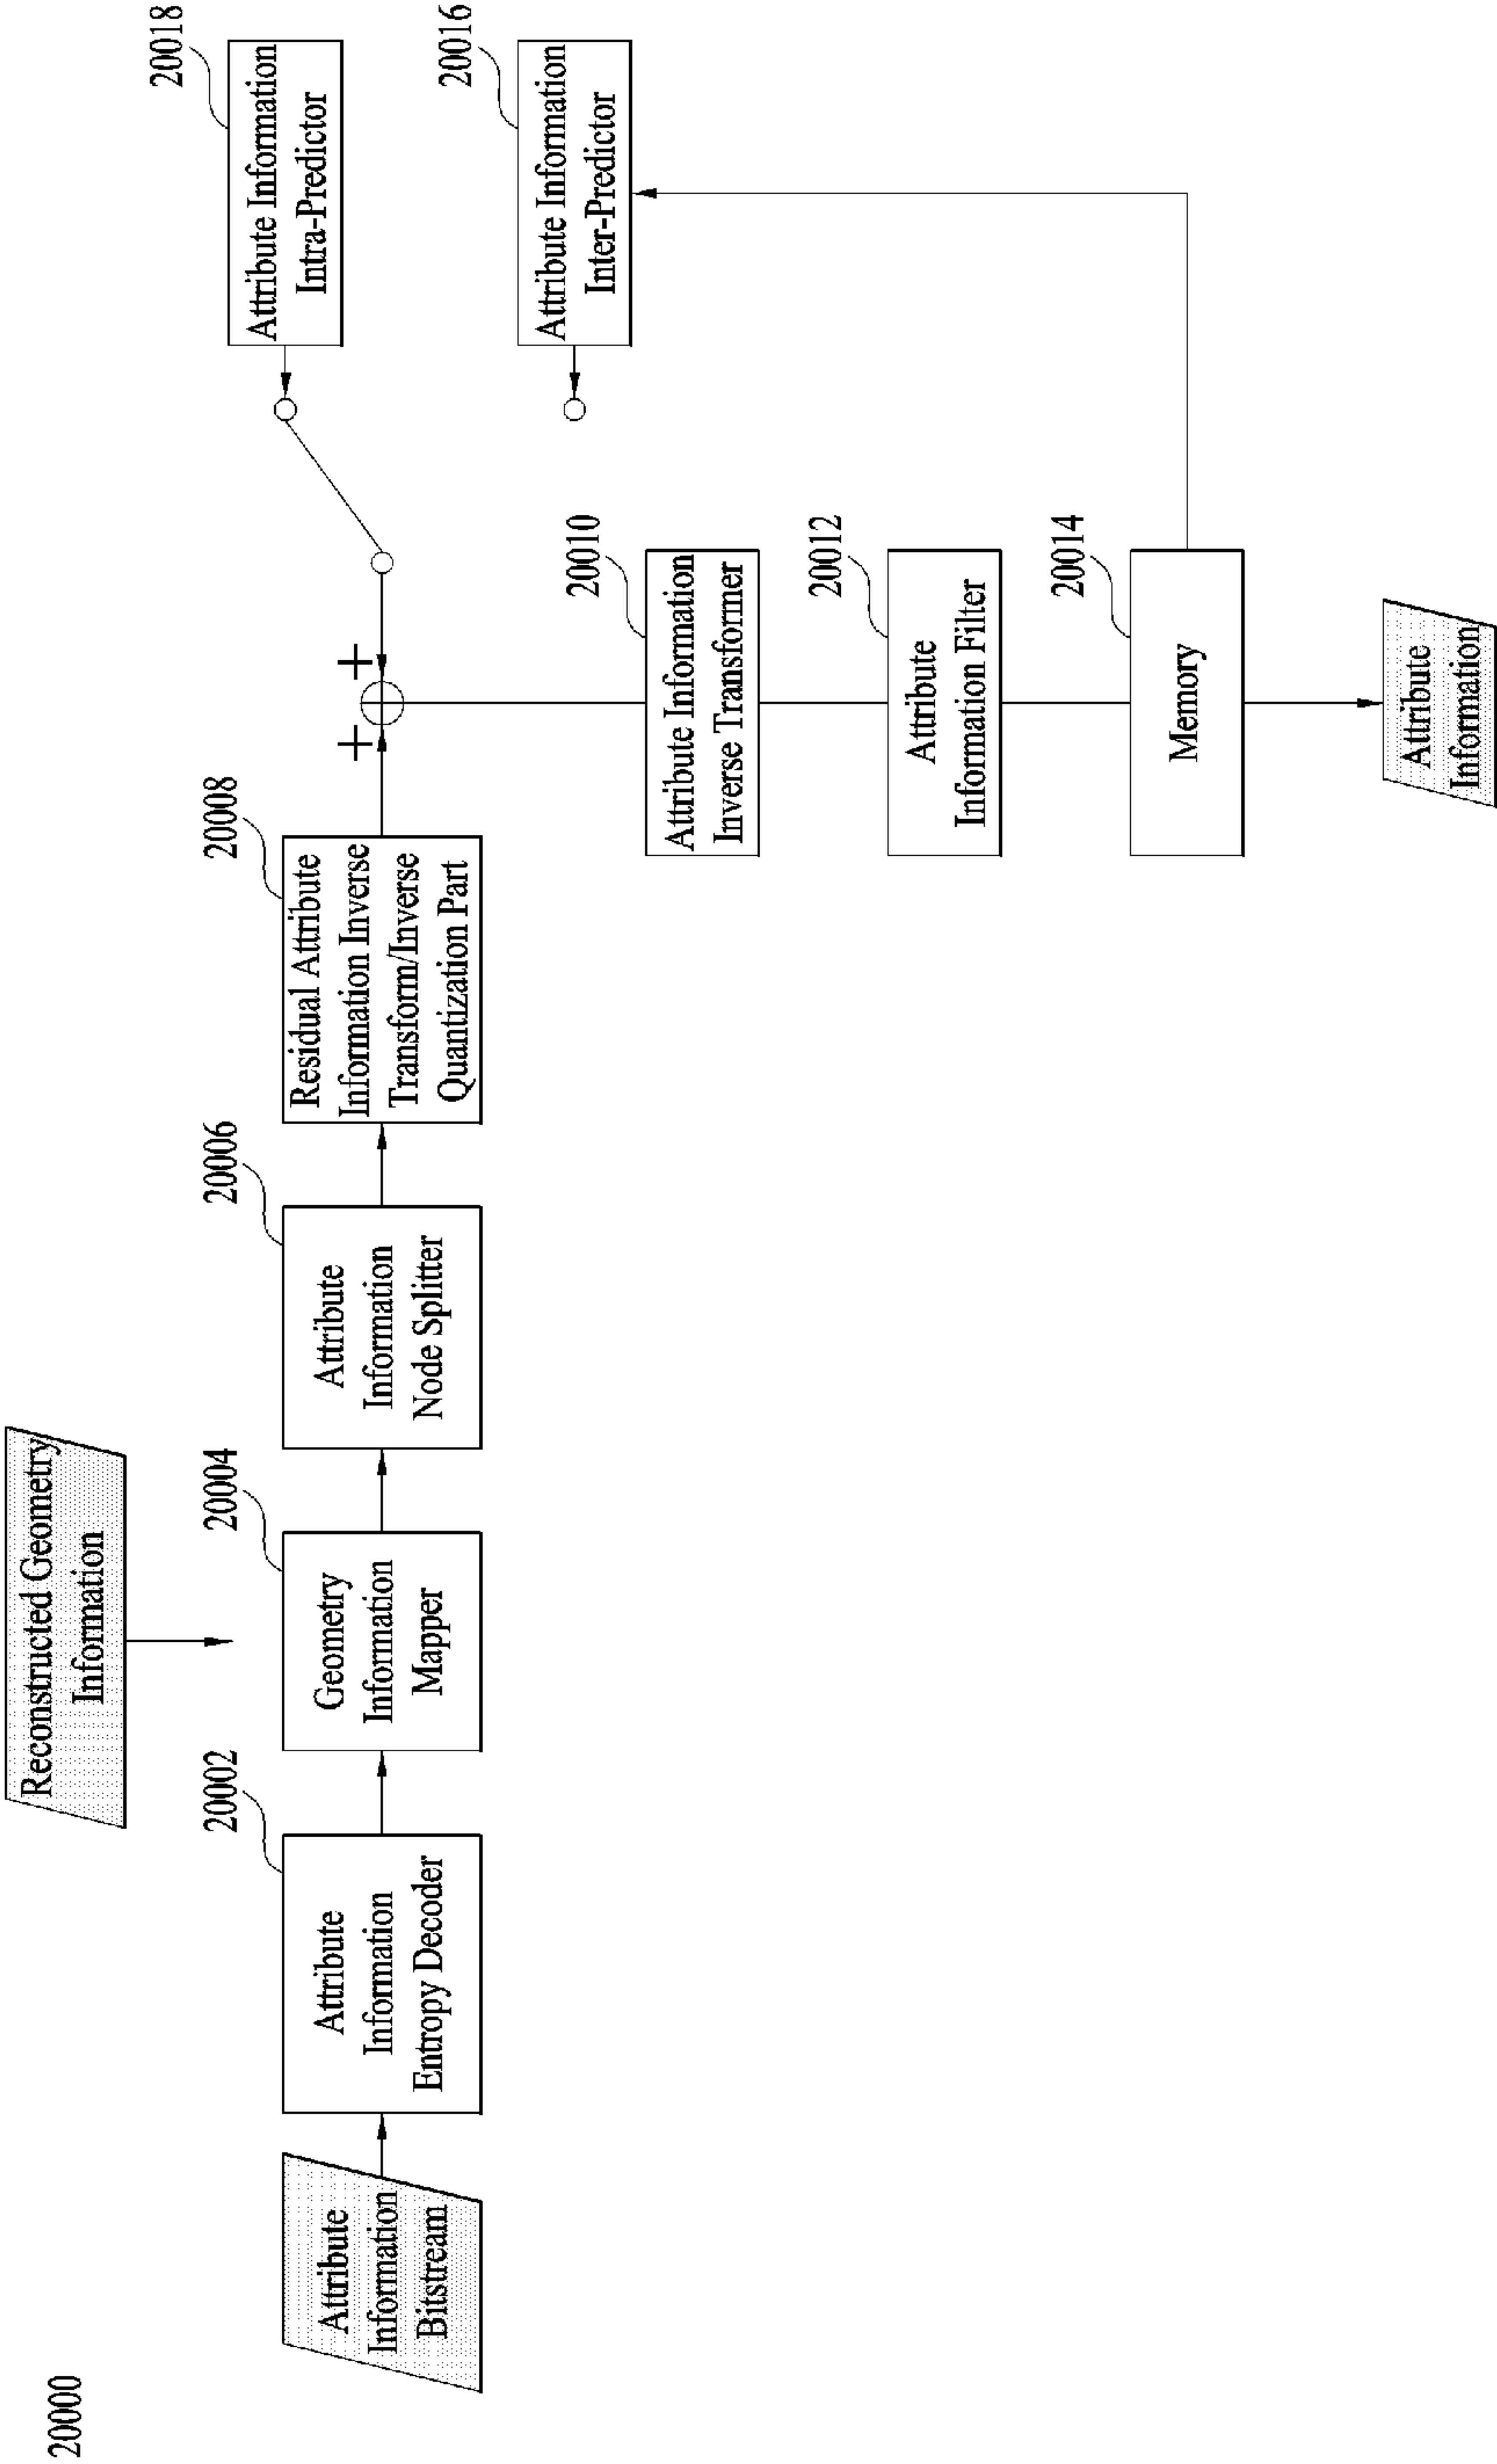 20000
Reconstructed Geometry
Information
Attribute
Information
Bitstream
20002
Attribute
Information
Entropy Decoder
20004
Geometry
Information
Mapper
20006
Attribute
Information
Node Splitter
20008
Residual Attribute
Information Inverse
Transform/Inverse
Quantization Part
+
+
20018
Attribute Information
Intra-Predictor
20016
Attribute Information
Inter-Predictor
20010
Attribute Information
Inverse Transformer
20012
Attribute
Information Filter
20014
Memory
Attribute
Information